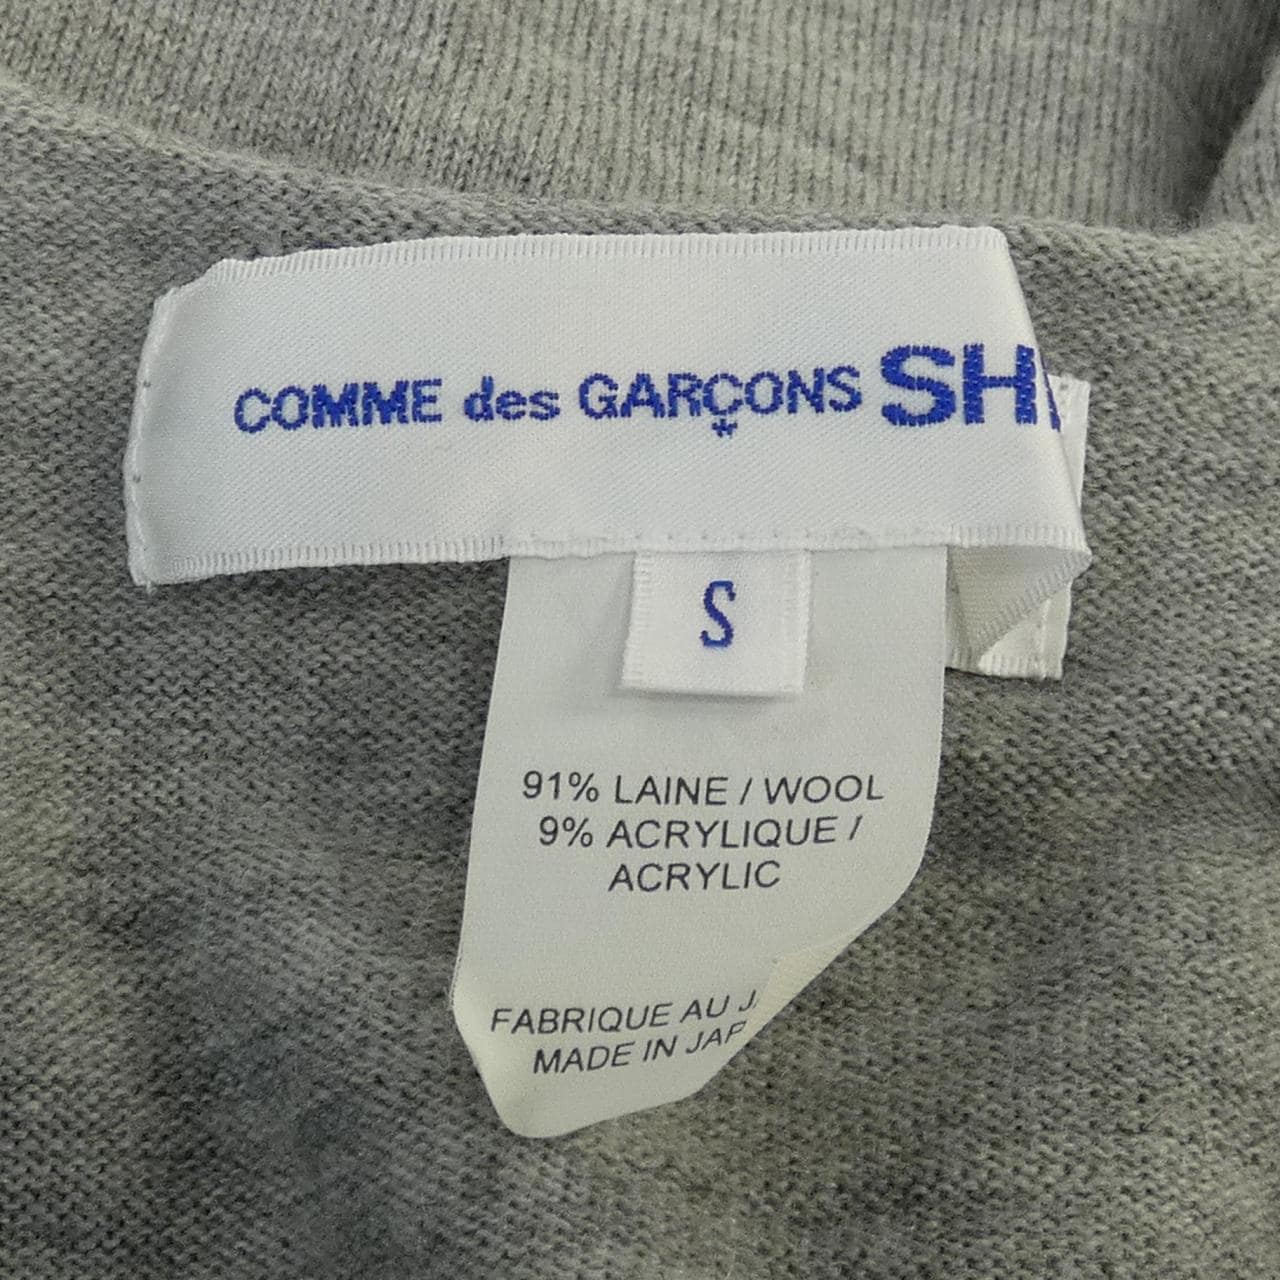 COMME des GARÇONS SH
S
91% LAINE / WOOL
9% ACRYLIQUE /
ACRYLIC
FABRIQUE AU J
MADE IN JAP